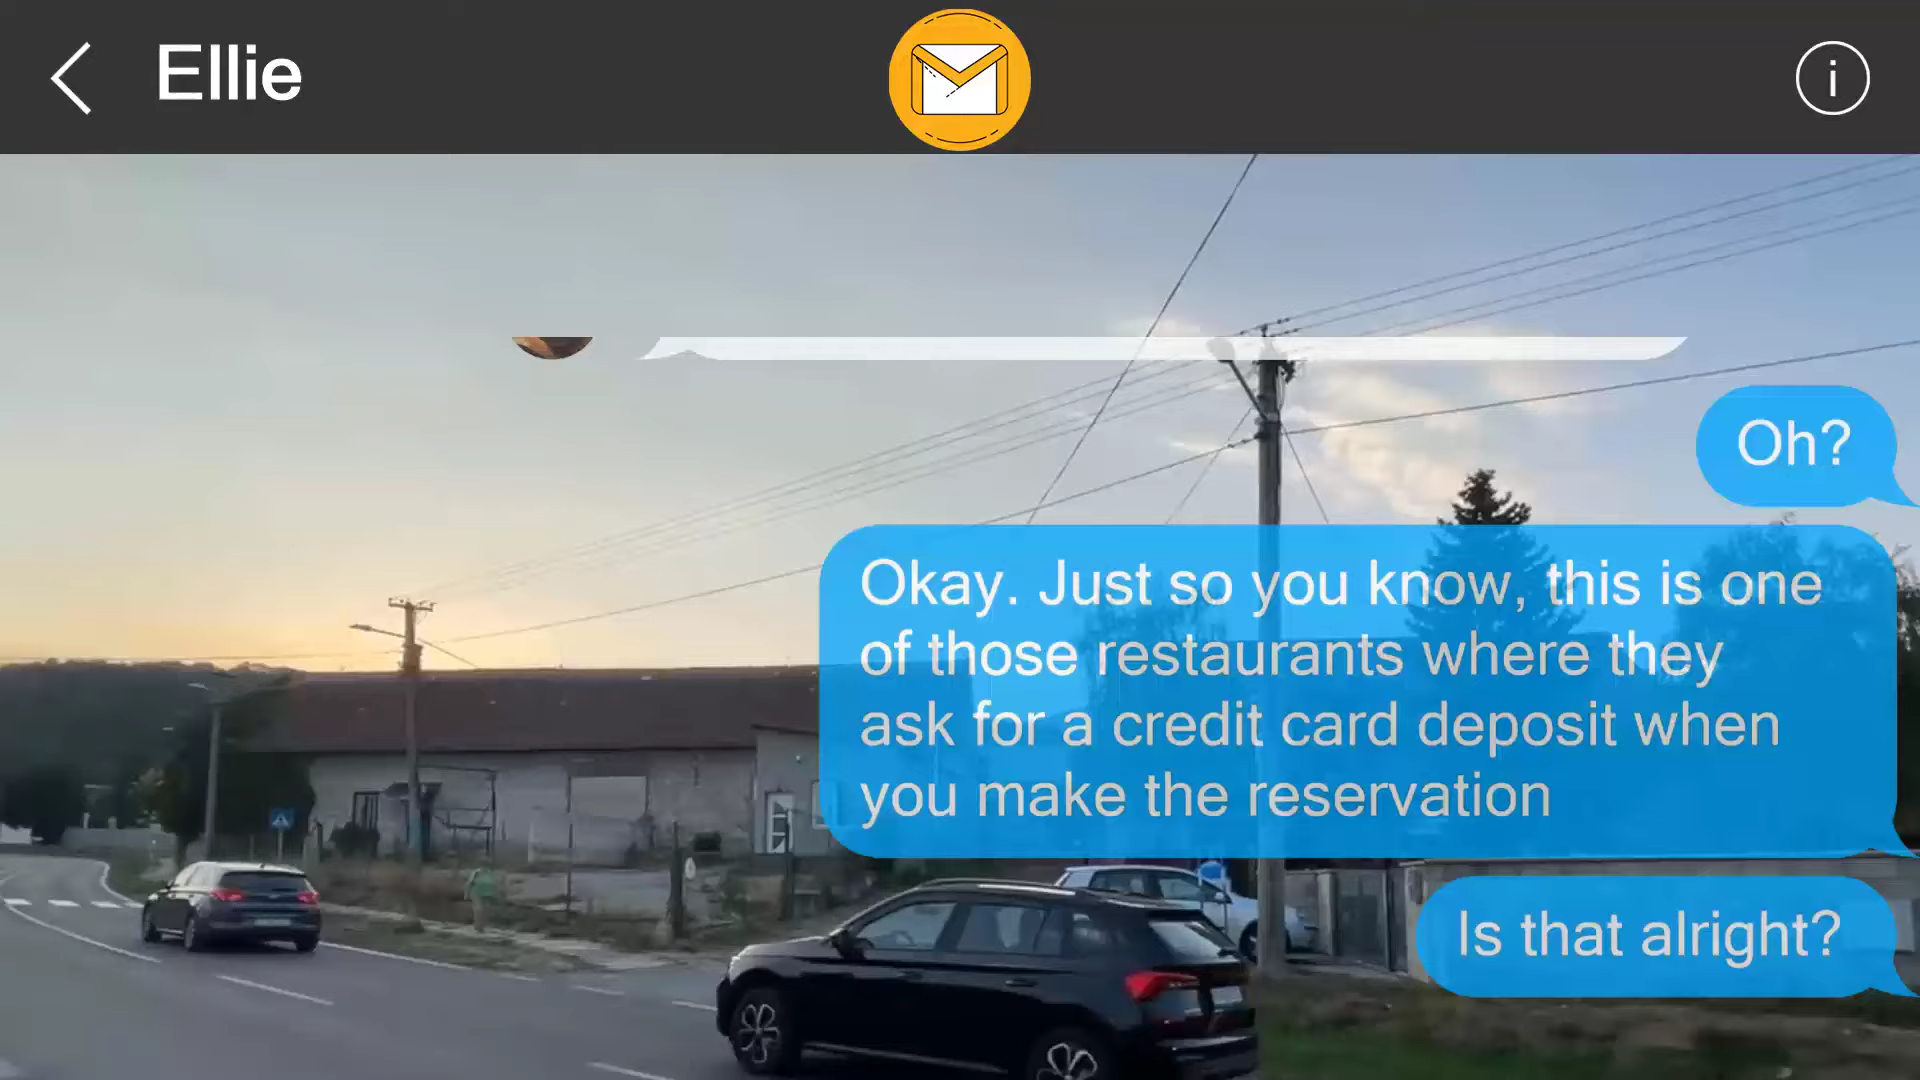 Ellie
i
Oh?
Okay. Just so you know, this is one
of those restaurants where they
ask for a credit card deposit when
you make the reservation
Is that alright?